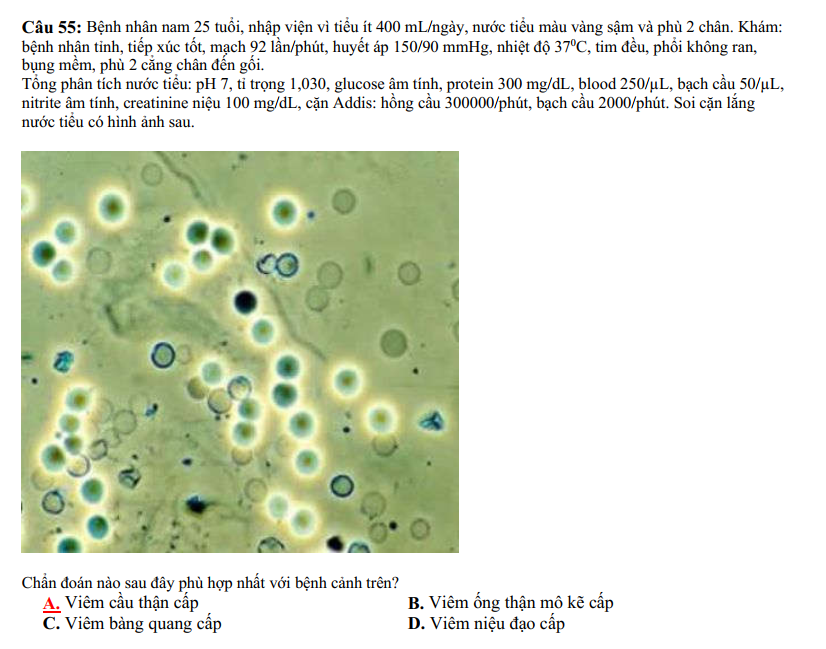 Câu 55: Bệnh nhân nam 25 tuổi, nhập viện vì tiểu ít 400 mL/ngày, nước tiểu màu vàng sậm và phù 2 chân. Khám:
bệnh nhân tỉnh, tiếp xúc tốt, mạch 92 lần/phút, huyết áp 150/90 mmHg, nhiệt độ 37⁰C, tim đều, phổi không ran,
bụng mềm, phù 2 cẳng chân đến gối.
Tổng phân tích nước tiểu: pH 7, tỉ trọng 1,030, glucose âm tính, protein 300 mg/dL, blood 250/µL, bạch cầu 50/µL,
nitrite âm tính, creatinine niệu 100 mg/dL, cặn Addis: hồng cầu 300000/phút, bạch cầu 2000/phút. Soi cặn lắng
nước tiểu có hình ảnh sau.
Chẩn đoán nào sau đây phù hợp nhất với bệnh cảnh trên?
A. Viêm cầu thận cấp
B. Viêm ống thận mô kẽ cấp
C. Viêm bàng quang cấp
D. Viêm niệu đạo cấp